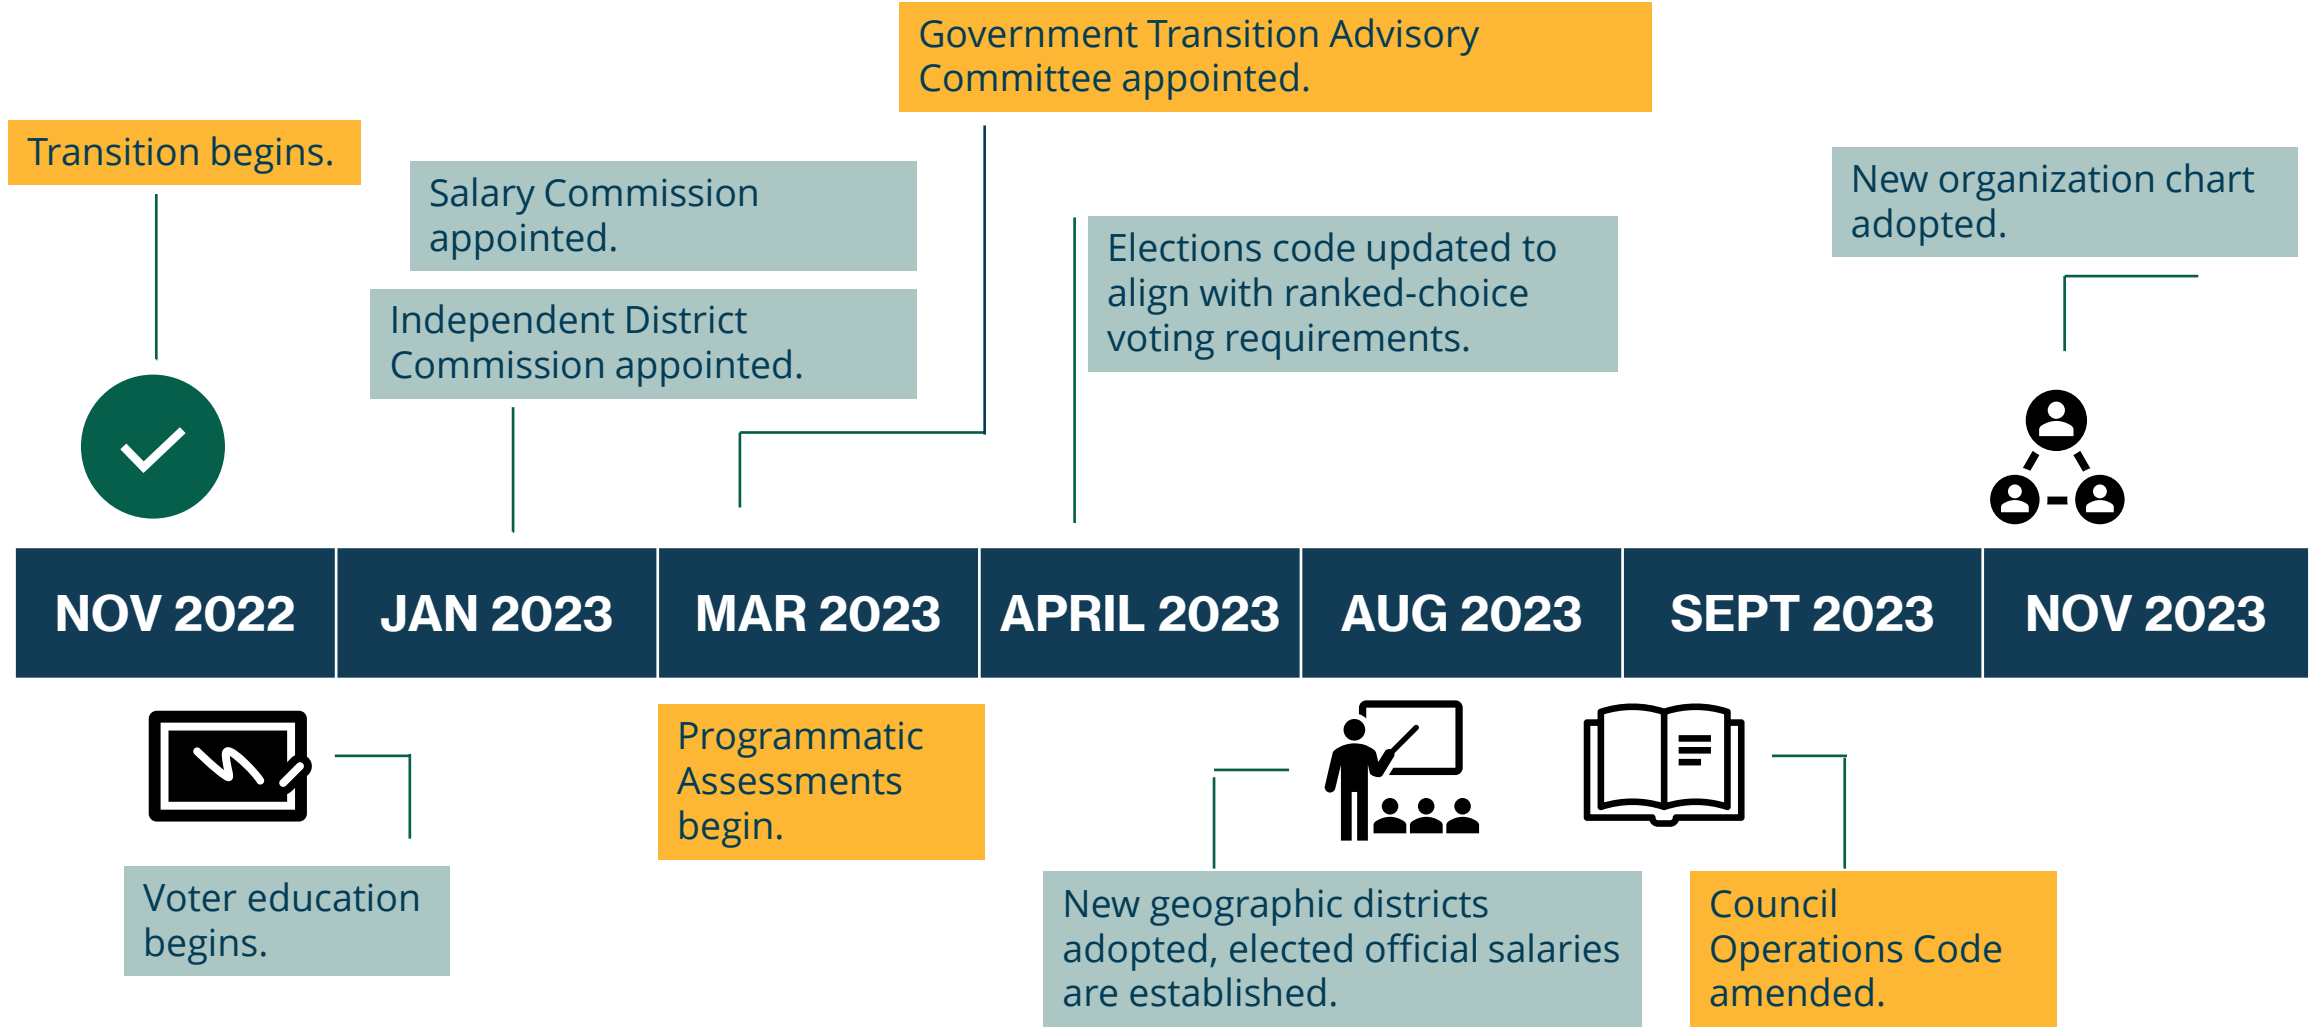 Government Transition Advisory
Committee appointed.
Transition begins.
Salary Commission
appointed.
Independent District
Commission appointed.
Elections code updated to
align with ranked-choice
voting requirements.
New organization chart
adopted.
NOV 2022
JAN 2023
MAR 2023
APRIL 2023
AUG 2023
SEPT 2023
NOV 2023
Voter education
begins.
Programmatic
Assessments
begin.
New geographic districts
adopted, elected official salaries
are established.
Council
Operations Code
amended.